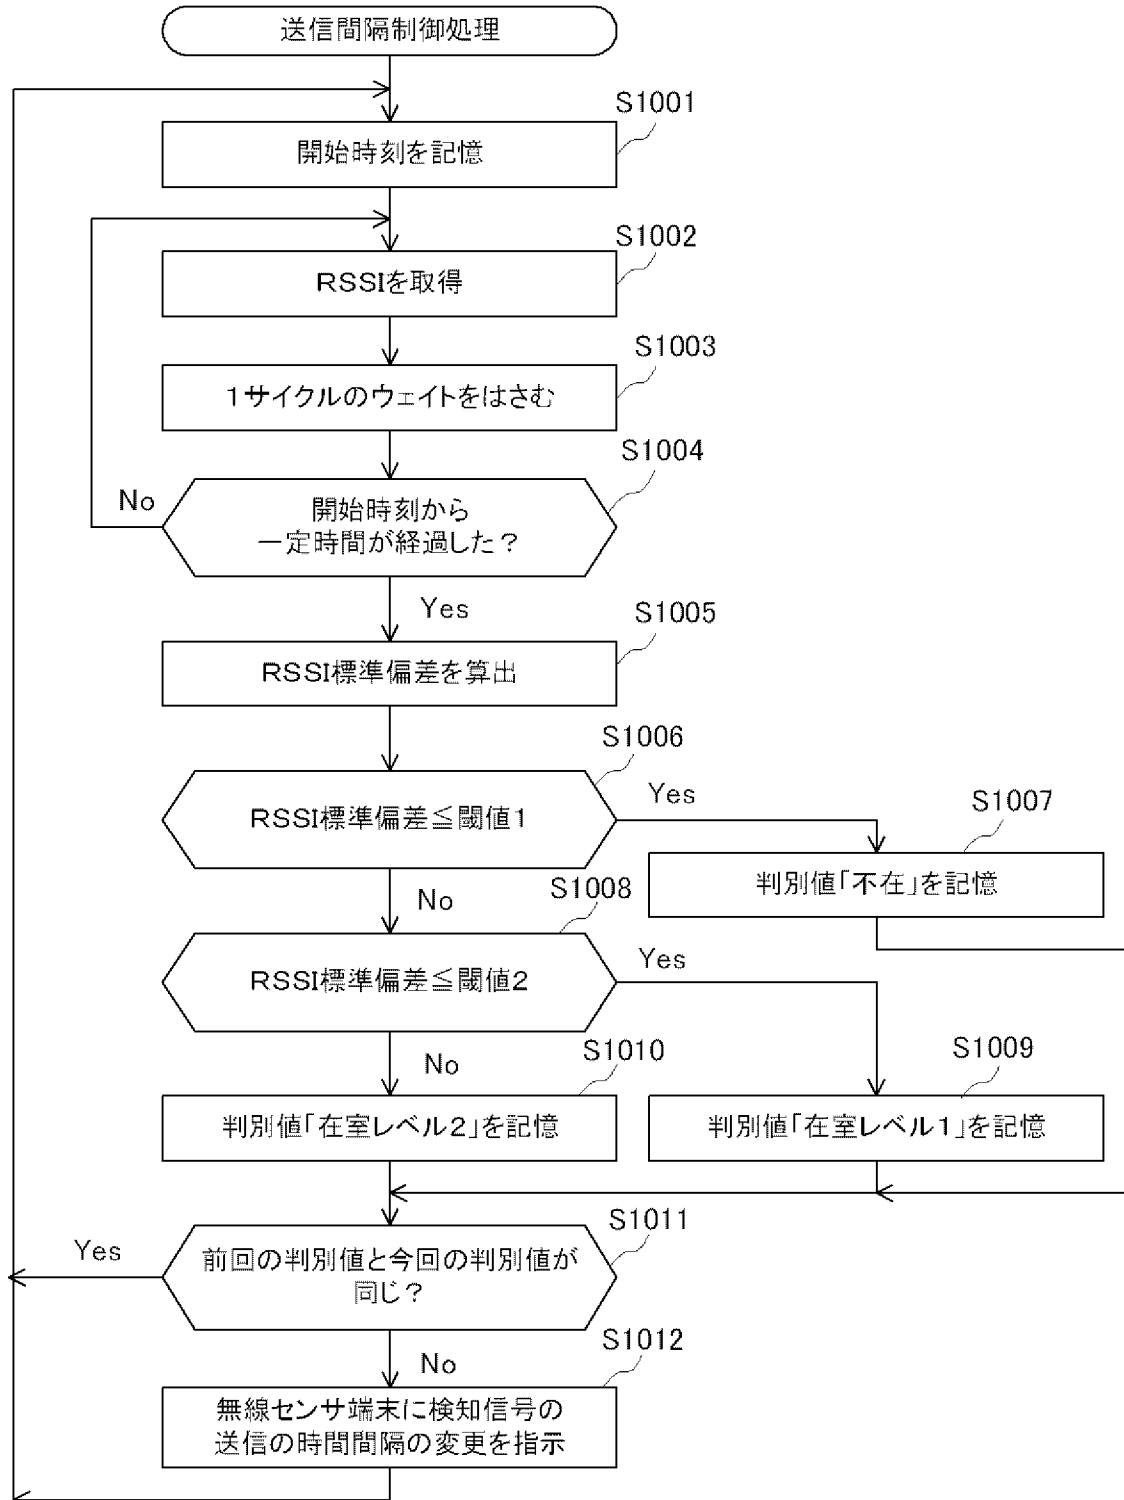 送信間隔制御処理
S1001
開始時刻を記憶
S1002
RSSIを取得
S1003
1サイクルのウェイトをはさむ
S1004
No
開始時刻から
一定時間が経過した?
Yes
S1005
RSSI標準偏差を算出
S1006
RSSI標準偏差≦閾値1
Yes
S1007
判別値「不在」を記憶
No
S1008
RSSI標準偏差≦閾値2
Yes
No
S1010
S1009
判別値「在室レベル2」を記憶
判別値「在室レベル1」を記憶
S1011
Yes
前回の判別値と今回の判別値が
同じ?
No
S1012
無線センサ端末に検知信号の
送信の時間間隔の変更を指示